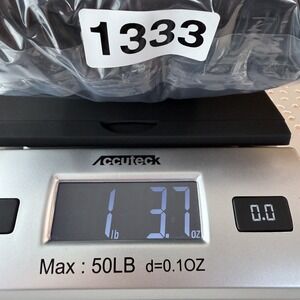 1333
ACCUTECK
1 lb 3.7 oz
0.0
Max : 50LB d=0.1OZ